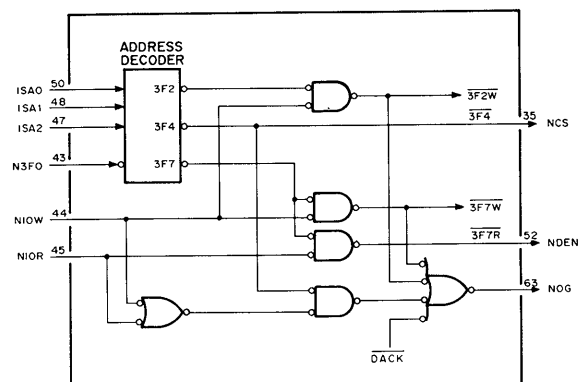 ADDRESS
DECODER
ISA0 50
ISA1 48
ISA2 47
N3F0 43
NIOW 44
NIOR 45
3F2
3F4
3F7
3F2W
3F4
35 NCS
3F7W
3F7R
52 NDEN
63 NOG
DACK